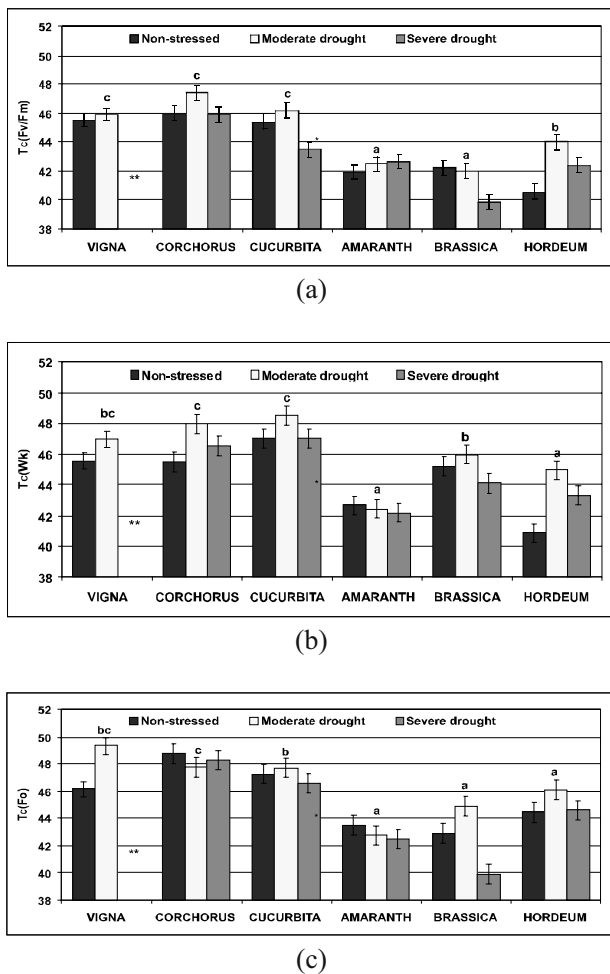 52
50
48
46
44
42
40
38
Tc(Fv/Fm)
Non-stressed Moderate drought Severe drought
c c c a a b
** *
VIGNA CORCHORUS CUCURBITA AMARANTH BRASSICA HORDEUM
(a)
52
50
48
46
44
42
40
38
Tc(Wk)
Non-stressed Moderate drought Severe drought
bc c c a b a
** *
VIGNA CORCHORUS CUCURBITA AMARANTH BRASSICA HORDEUM
(b)
52
50
48
46
44
42
40
38
Tc(Fo)
Non-stressed Moderate drought Severe drought
bc c b a a a
** *
VIGNA CORCHORUS CUCURBITA AMARANTH BRASSICA HORDEUM
(c)